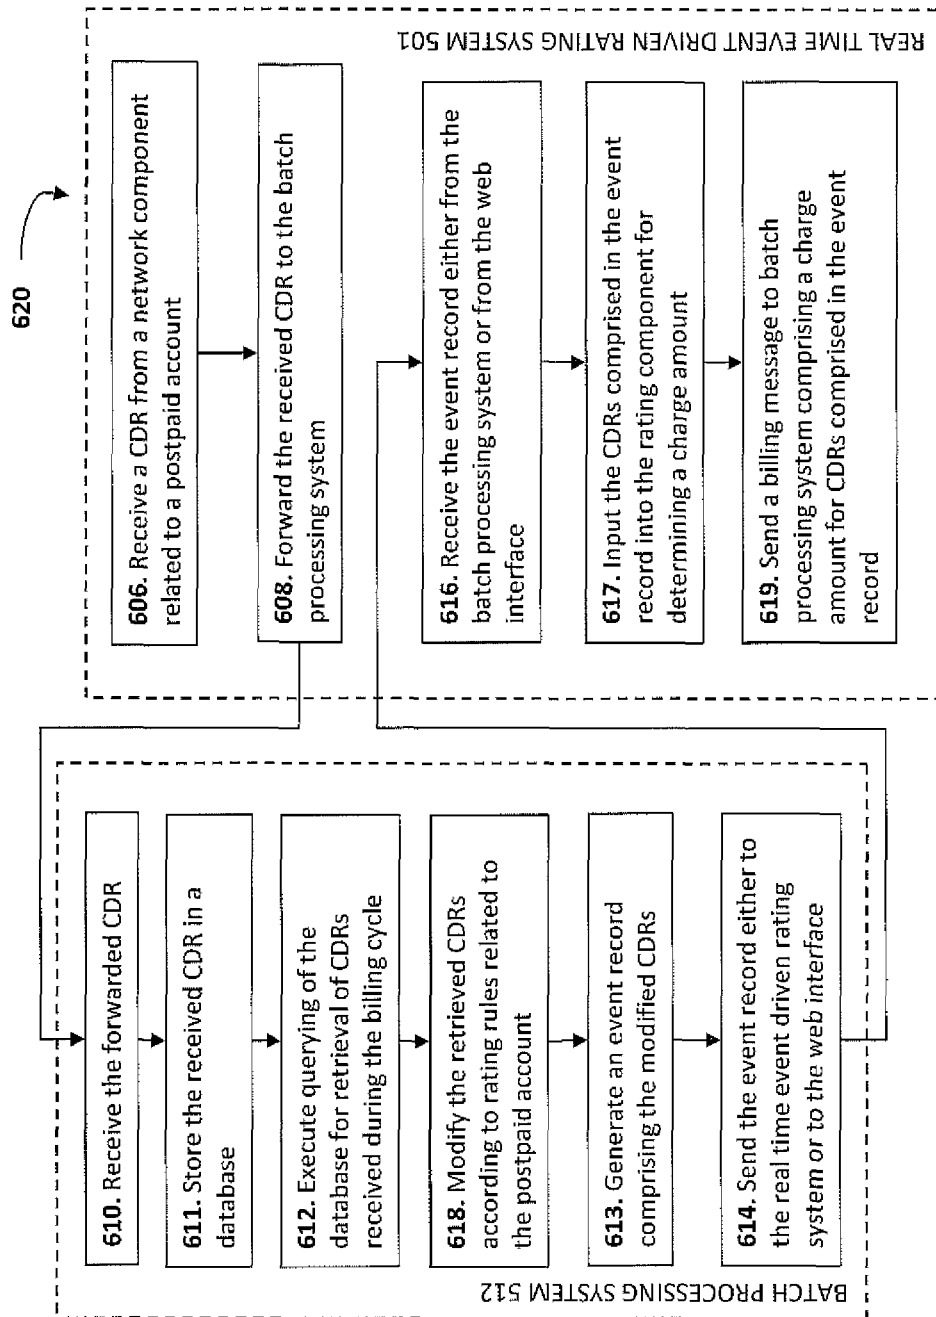 620
606. Receive a CDR from a network component
related to a postpaid account
608. Forward the received CDR to the batch
processing system
616. Receive the event record either from the
batch processing system or from the web
interface
617. Input the CDRs comprised in the event
record into the rating component for
determining a charge amount
619. Send a billing message to batch
processing system comprising a charge
amount for CDRs comprised in the event
record
REAL TIME EVENT DRIVEN RATING SYSTEM 501
610. Receive the forwarded CDR
611. Store the received CDR in a
database
612. Execute querying of the
database for retrieval of CDRs
received during the billing cycle
618. Modify the retrieved CDRs
according to rating rules related to
the postpaid account
613. Generate an event record
comprising the modified CDRs
614. Send the event record either to
the real time event driven rating
system or to the web interface
BATCH PROCESSING SYSTEM 512